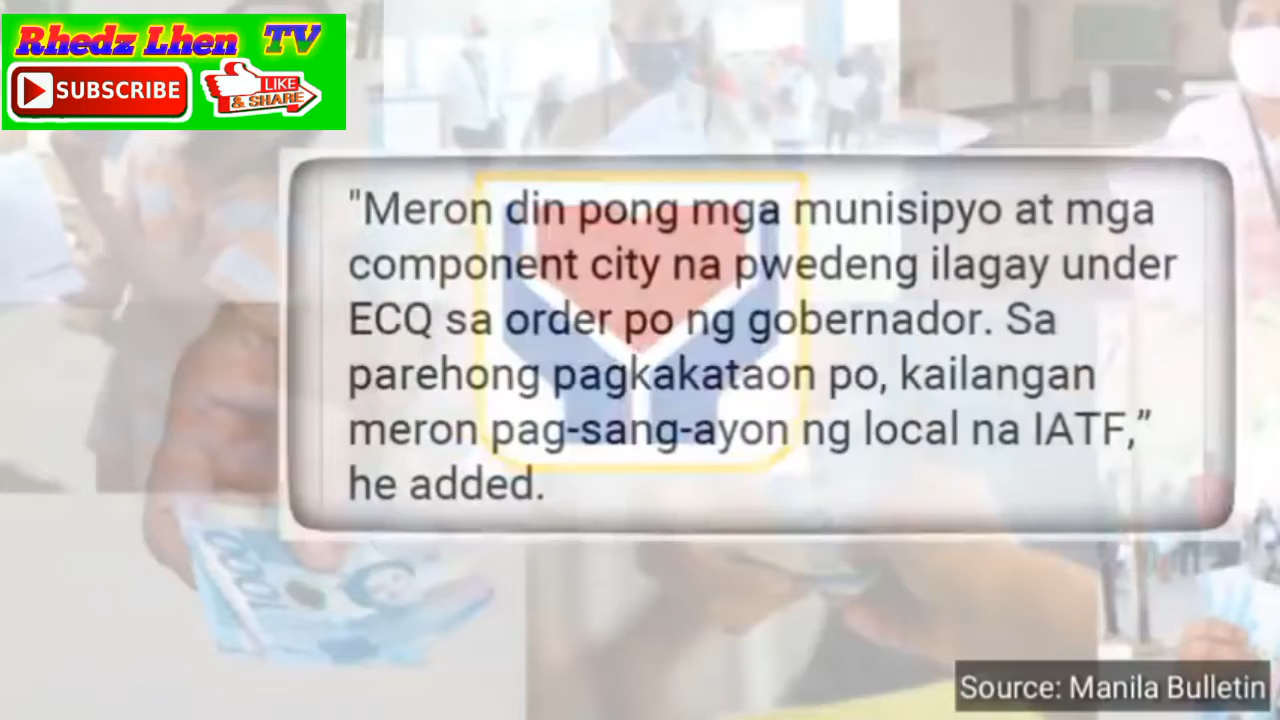 Rhedz Lhen TV
SUBSCRIBE
LIKE
& SHARE
"Meron din pong mga munisipyo at mga
component city na pwedeng ilagay under
ECQ sa order po ng gobernador. Sa
parehong pagkakataon po, kailangan
meron pag-sang-ayon ng local na IATF,”
he added.
1000
Source: Manila Bulletin